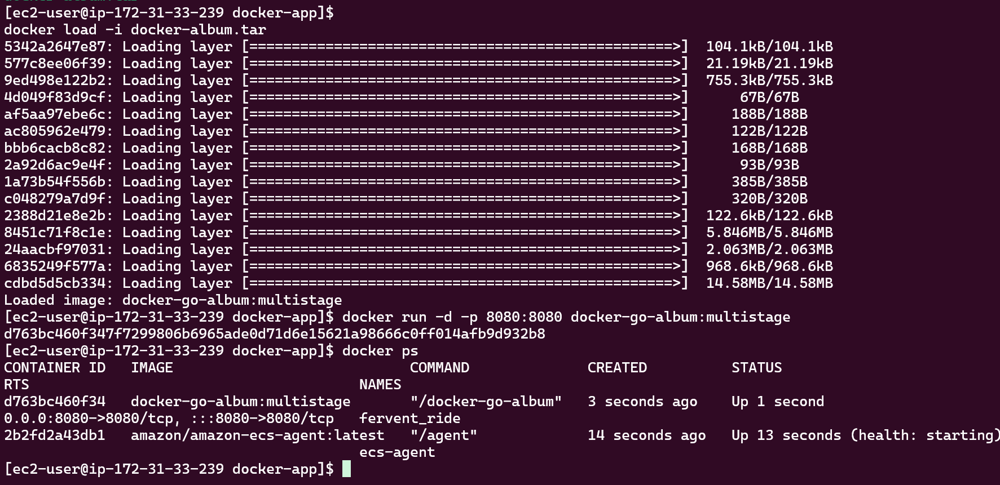 [ec2-user@ip-172-31-33-239 docker-app]$
docker load -i docker-album.tar
5342a2647e87: Loading layer [==================================================>]  104.1kB/104.1kB
577c8ee06f39: Loading layer [==================================================>]  21.19kB/21.19kB
9ed498e122b2: Loading layer [==================================================>]  755.3kB/755.3kB
4d049f83d9cf: Loading layer [==================================================>]      67B/67B
af5aa97ebe6c: Loading layer [==================================================>]     188B/188B
ac805962e479: Loading layer [==================================================>]     122B/122B
bbb6cacb8c82: Loading layer [==================================================>]     168B/168B
2a92d6ac9e4f: Loading layer [==================================================>]      93B/93B
1a73b54f556b: Loading layer [==================================================>]     385B/385B
c048279a7d9f: Loading layer [==================================================>]     320B/320B
2388d21e8e2b: Loading layer [==================================================>]  122.6kB/122.6kB
8451c71f8c1e: Loading layer [==================================================>]  5.846MB/5.846MB
24aacbf97031: Loading layer [==================================================>]  2.063MB/2.063MB
6835249f577a: Loading layer [==================================================>]  968.6kB/968.6kB
cdbd5d5cb334: Loading layer [==================================================>]  14.58MB/14.58MB
Loaded image: docker-go-album:multistage
[ec2-user@ip-172-31-33-239 docker-app]$ docker run -d -p 8080:8080 docker-go-album:multistage
d763bc460f347f7299806b6965ade0d71d6e15621a98666c0ff014afb9d932b8
[ec2-user@ip-172-31-33-239 docker-app]$ docker ps
CONTAINER ID   IMAGE                            COMMAND              CREATED          STATUS
RTS                                       NAMES
d763bc460f34   docker-go-album:multistage       "/docker-go-album"   3 seconds ago    Up 1 second
0.0.0:8080->8080/tcp, :::8080->8080/tcp   fervent_ride
2b2fd2a43db1   amazon/amazon-ecs-agent:latest   "/agent"             14 seconds ago   Up 13 seconds (health: starting)
                                          ecs-agent
[ec2-user@ip-172-31-33-239 docker-app]$